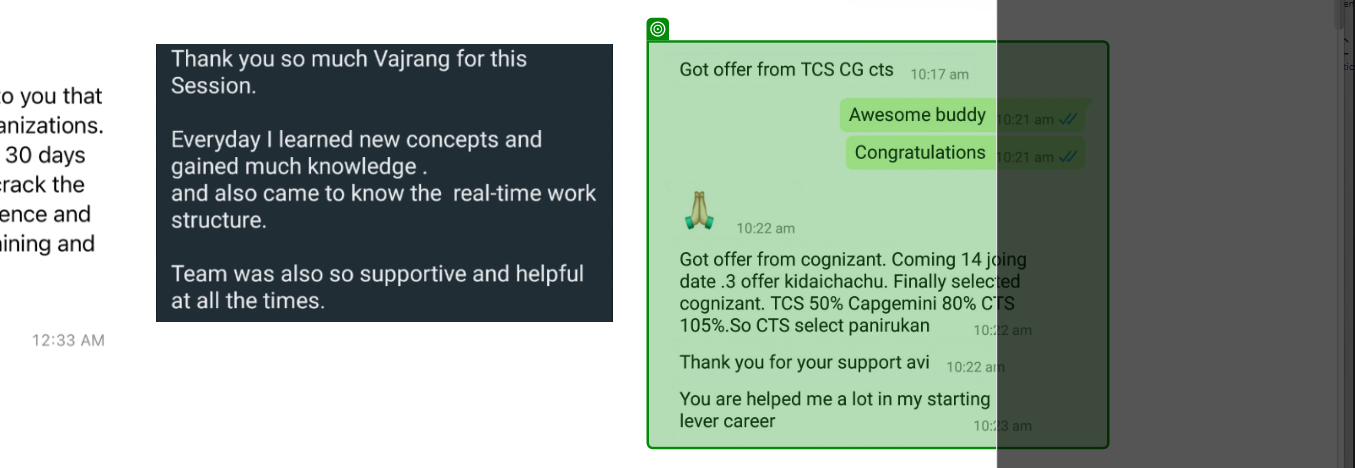 to you that
anizations.
30 days
crack the
ence and
ining and
12:33 AM
Thank you so much Vajrang for this
Session.
Everyday I learned new concepts and
gained much knowledge .
and also came to know the real-time work
structure.
Team was also so supportive and helpful
at all the times.
Got offer from TCS CG cts 10:17 am
Awesome buddy 10:21 am
Congratulations 10:21 am
10:22 am
Got offer from cognizant. Coming 14 joing
date .3 offer kidaichachu. Finally selected
cognizant. TCS 50% Capgemini 80% CTS
105%.So CTS select panirukan 10:22 am
Thank you for your support avi 10:22 am
You are helped me a lot in my starting
lever career 10:23 am